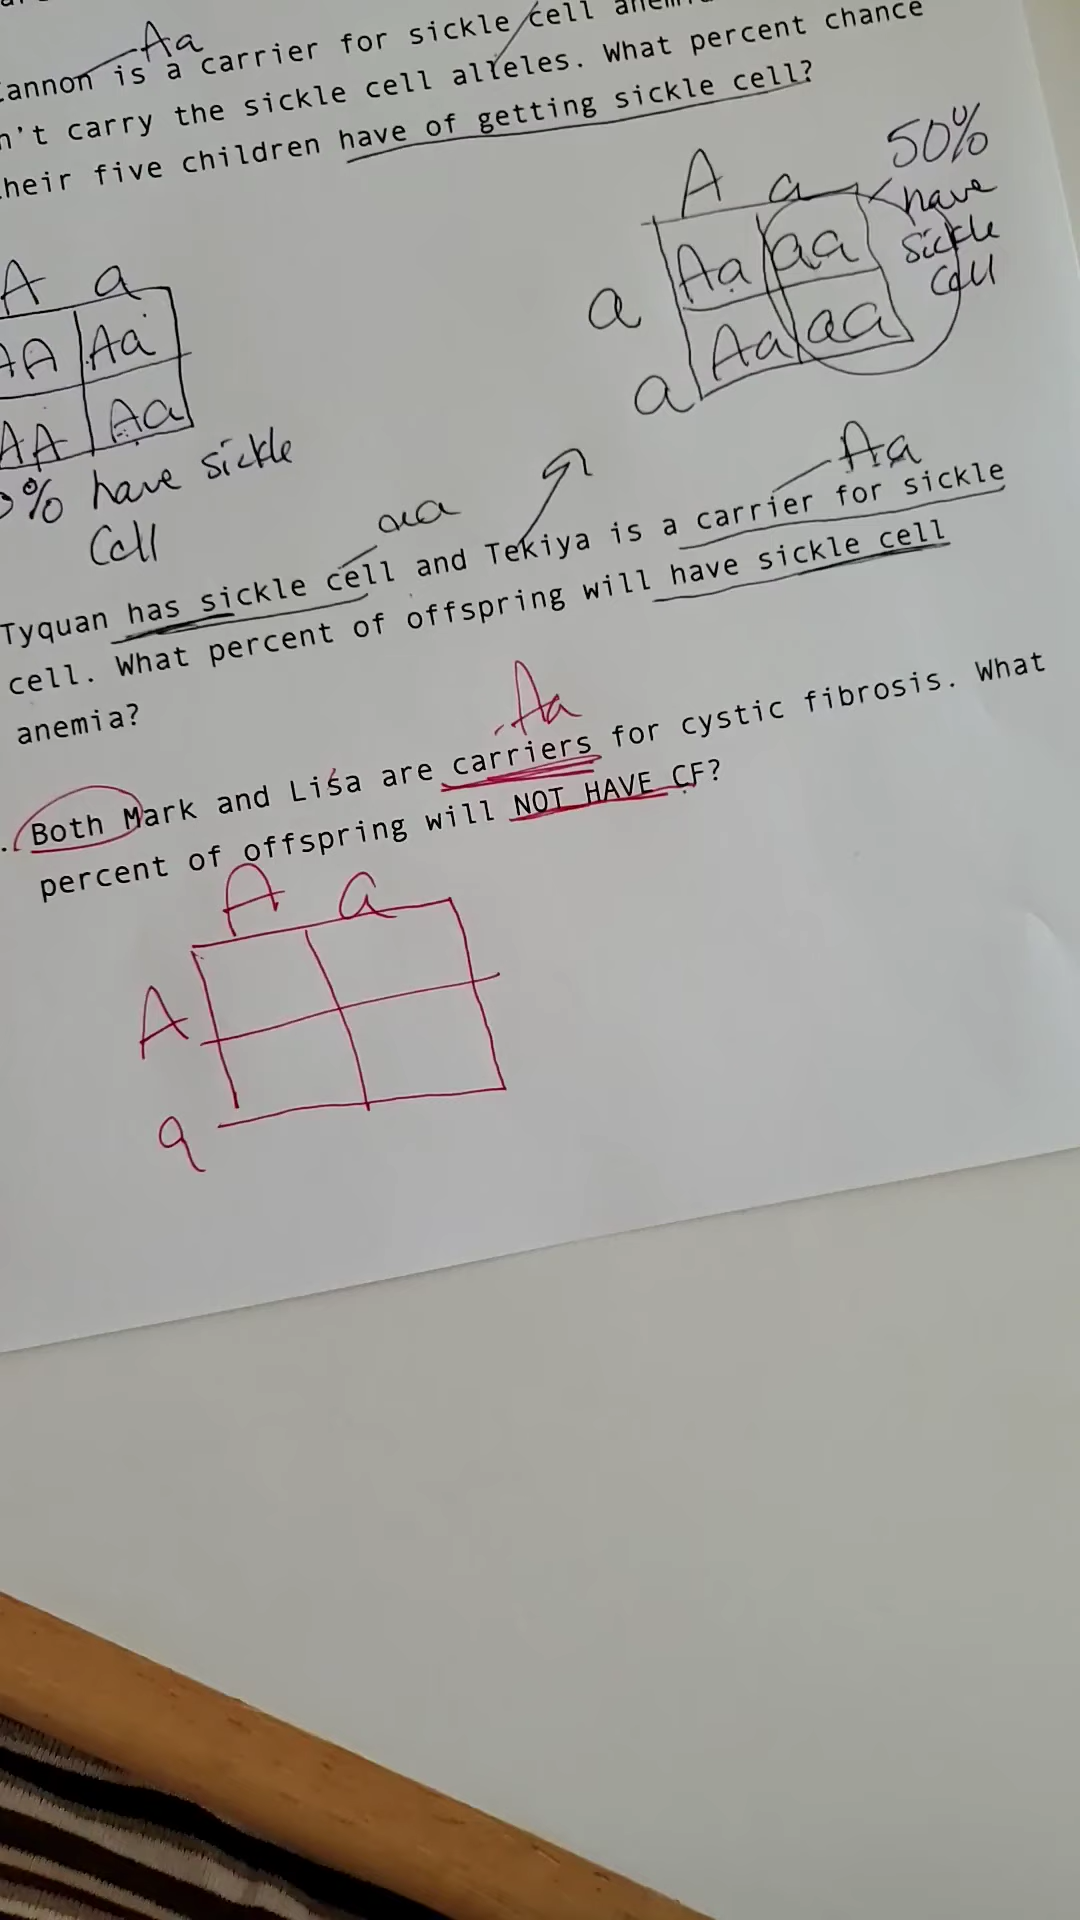 Aa
is a carrier for sickle cell
carry the sickle cell alleles. What percent chance
five children have of getting sickle cell?
50%
have
sickle
cell
A a
a Aa aa
a Aa aa
A a
AA Aa
AA Aa
% have sickle
Cell
aa
Aa
Tyquan has sickle cell and Tekiya is a carrier for sickle
cell. What percent of offspring will have sickle cell
anemia?
Aa
Both Mark and Lisa are carriers for cystic fibrosis. What
percent of offspring will NOT HAVE CF?
A a
A
a